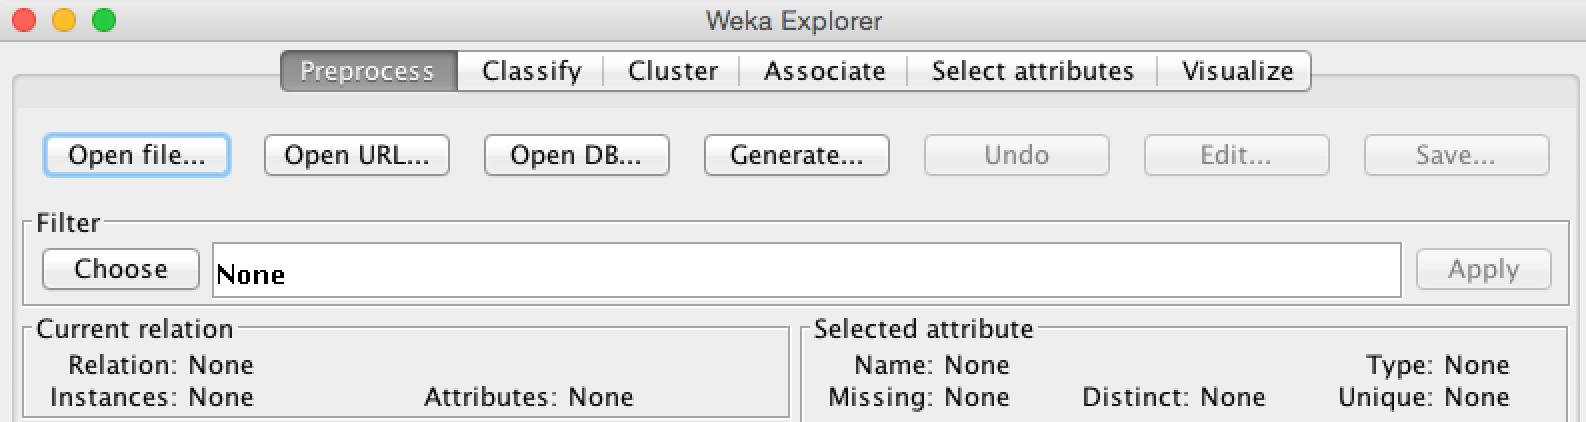 Weka Explorer
Preprocess Classify Cluster Associate Select attributes Visualize
Open file... Open URL... Open DB... Generate... Undo Edit... Save...
Filter
Choose None Apply
Current relation
Relation: None
Instances: None Attributes: None
Selected attribute
Name: None Type: None
Missing: None Distinct: None Unique: None